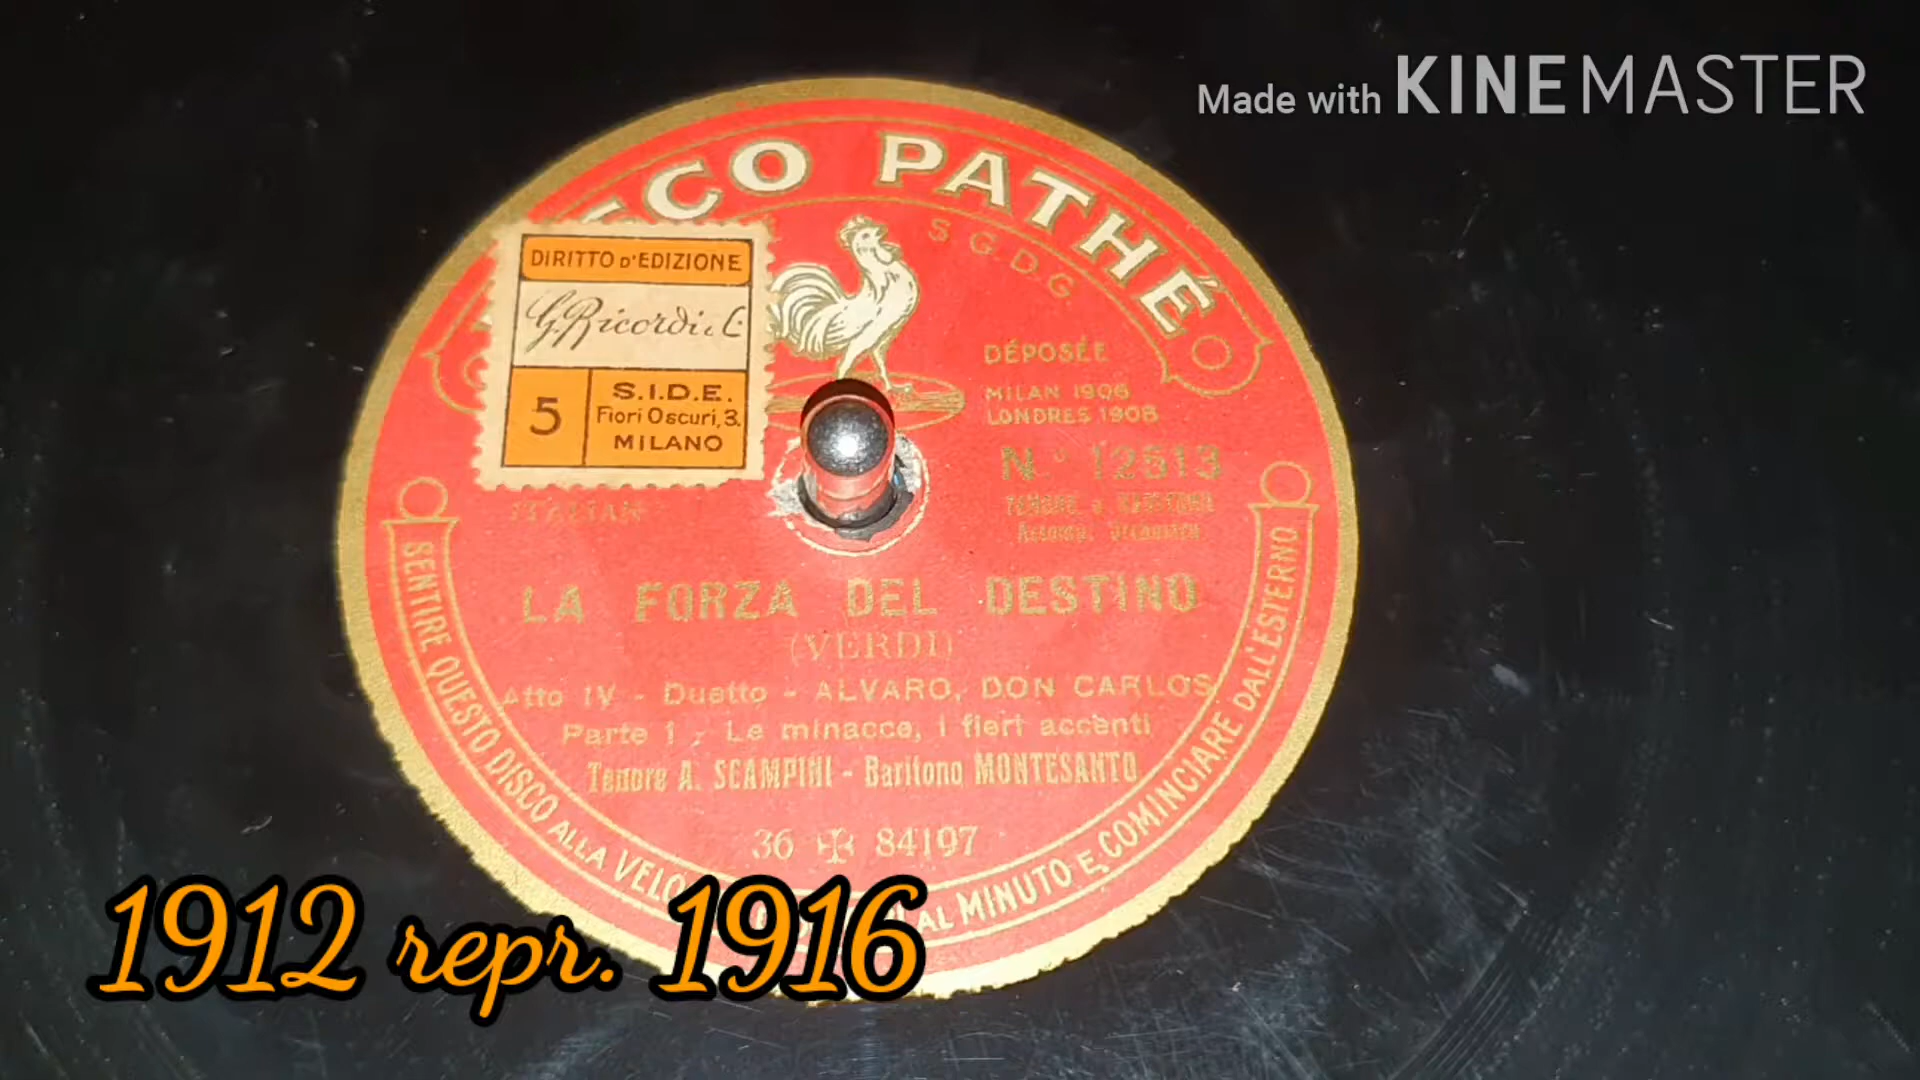 Made with KINEMASTER
PATHÉ
S.G.D.G.
DIRITTO D'EDIZIONE
G. Ricordi e C.
5
S.I.D.E.
Fiori Oscuri, 3.
MILANO
DÉPOSÉE
MILAN 1906
LONDRES 1908
N.º 12513
ITALIAN
LA FORZA DEL DESTINO
(VERDI)
Atto IV - Duetto - ALVARO, DON CARLOS
Parte 1 : Le minacce, i fieri accenti
Tenore A. SCAMPINI - Baritono MONTESANTO
36 84197
SENTIRE QUESTO DISCO ALLA AL MINUTO E COMINCIARE DALL'ESTERNO
1912 repr. 1916